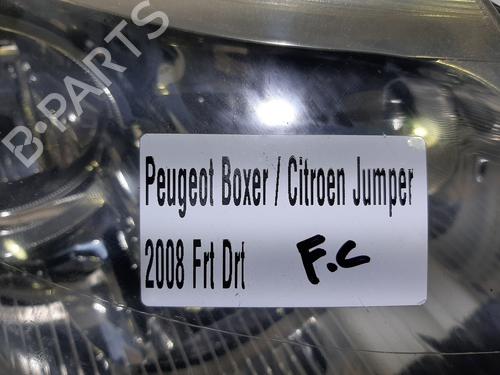 B-PARTS
Peugeot Boxer / Citroen Jumper
2008 Frt Drt F.C